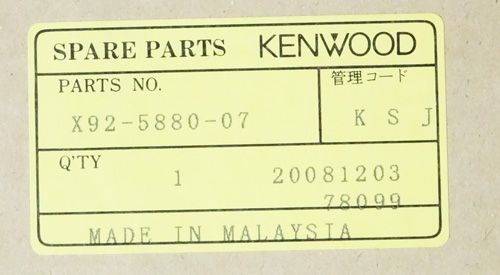 SPARE PARTS KENWOOD
PARTS NO. 管理コード
X92-5880-07 K S J
Q'TY 1 20081203
78099
MADE IN MALAYSIA